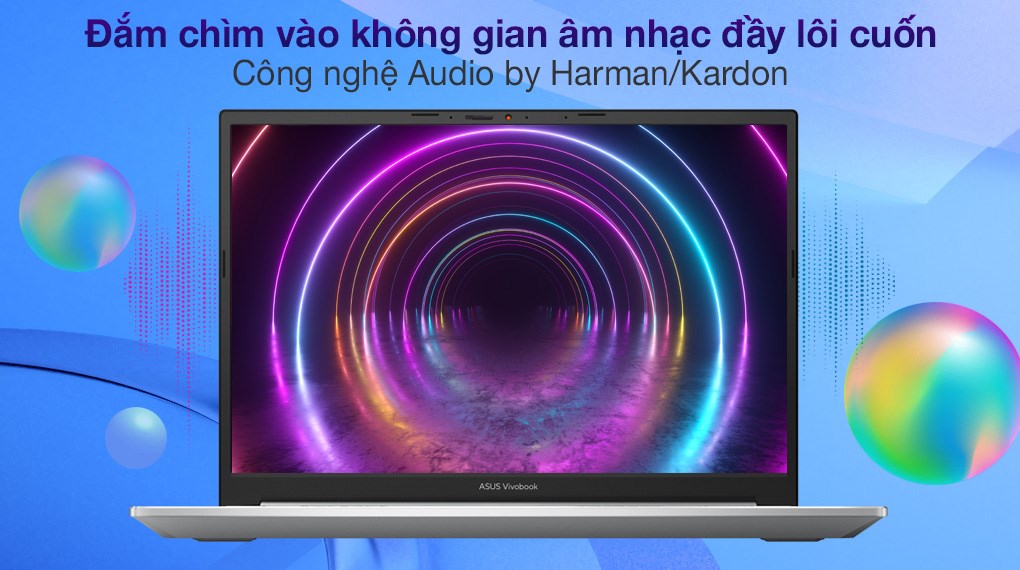 Đắm chìm vào không gian âm nhạc đầy lôi cuốn
Công nghệ Audio by Harman/Kardon
ASUS Vivobook